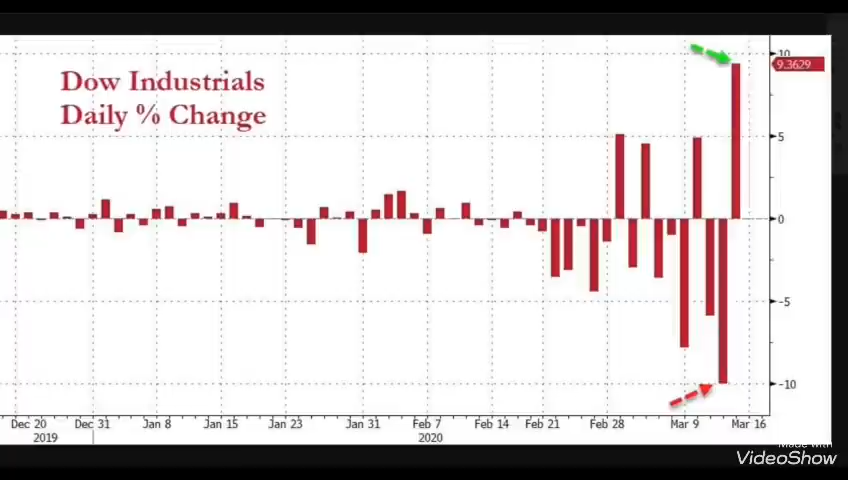 Dow Industrials
Daily % Change
10
9.3629
5
0
-5
-10
Dec 20 Dec 31 Jan 8 Jan 15 Jan 23 Jan 31 Feb 7 Feb 14 Feb 21 Feb 28 Mar 9 Mar 16
2019 2020
Made With
VideoShow